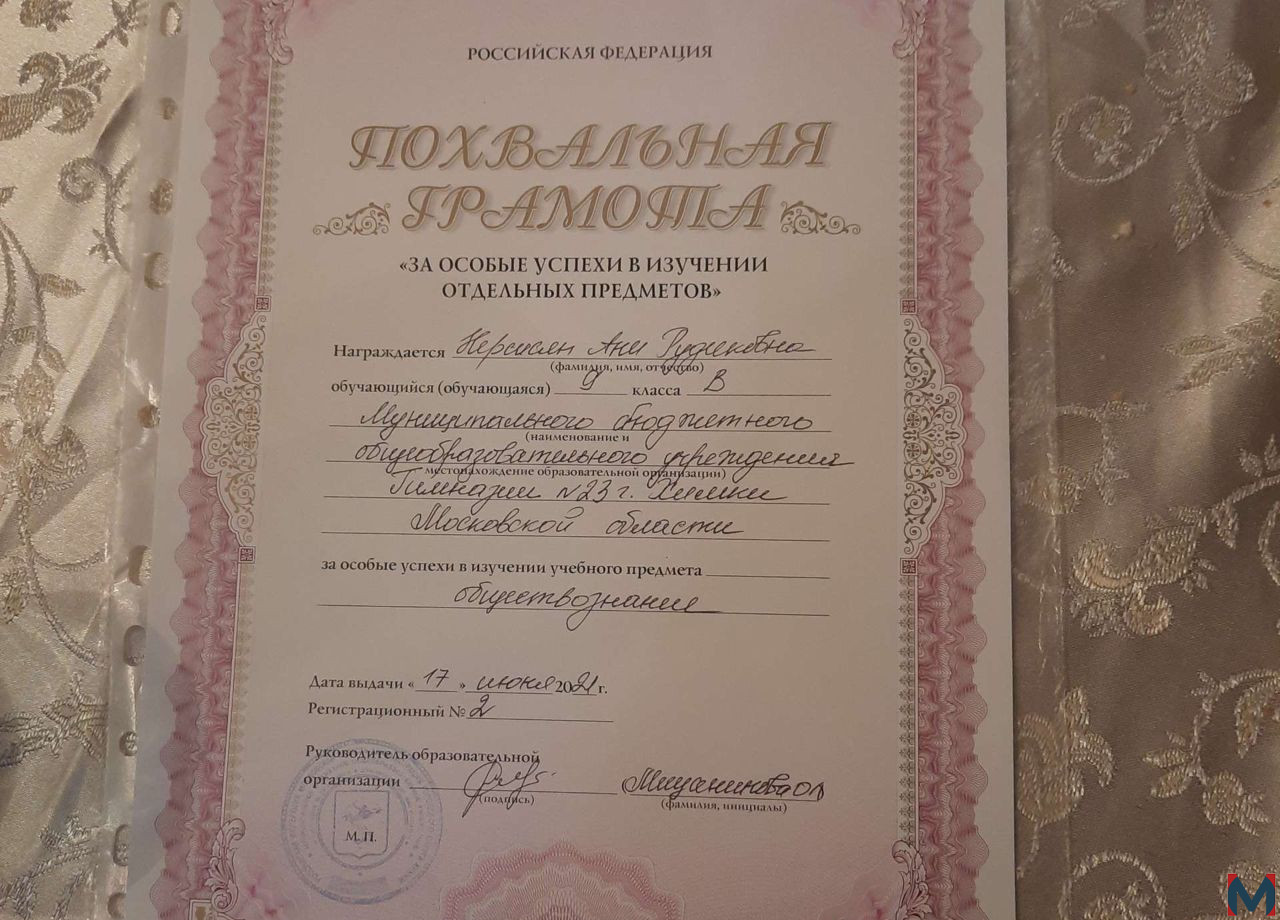 РОССИЙСКАЯ ФЕДЕРАЦИЯ
ПОХВАЛЬНАЯ
ГРАМОТА
«ЗА ОСОБЫЕ УСПЕХИ В ИЗУЧЕНИИ
ОТДЕЛЬНЫХ ПРЕДМЕТОВ»
Награждается Нерсисян Ани Рудиковна
(фамилия, имя, отчество)
обучающийся (обучающаяся) 9 класса В
Муниципального бюджетного
(наименование и
общеобразовательного учреждения
местонахождение образовательной организации)
Гимназии №23 г. Химки
Московской области
за особые успехи в изучении учебного предмета
обществознание
Дата выдачи «17» июня 2021 г.
Регистрационный № 2
Руководитель образовательной
организации
(подпись)
(фамилия, инициалы)
М. П.
M